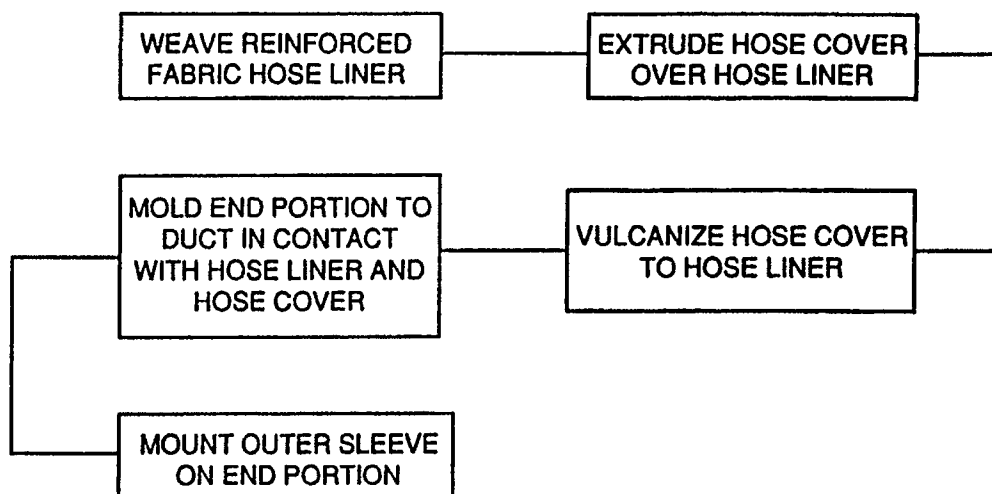 WEAVE REINFORCED
FABRIC HOSE LINER
EXTRUDE HOSE COVER
OVER HOSE LINER
MOLD END PORTION TO
DUCT IN CONTACT
WITH HOSE LINER AND
HOSE COVER
VULCANIZE HOSE COVER
TO HOSE LINER
MOUNT OUTER SLEEVE
ON END PORTION